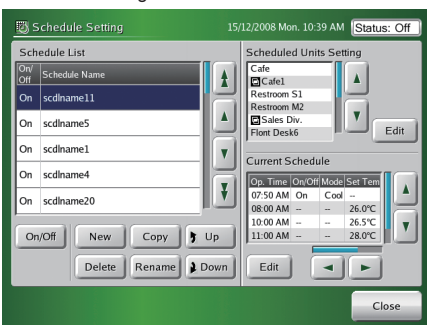 Schedule Setting
15/12/2008 Mon. 10:39 AM
Status: Off
Schedule List
On/Off Schedule Name
On scdlname11
On scdlname5
On scdlname1
On scdlname4
On scdlname20
On/Off
New
Copy
Up
Delete
Rename
Down
Scheduled Units Setting
Cafe
Cafe1
Restroom S1
Restroom M2
Sales Div.
Flont Desk6
Edit
Current Schedule
Op. Time On/Off Mode Set Tem
07:50 AM On Cool --
08:00 AM -- -- 26.0°C
10:00 AM -- -- 26.5°C
11:00 AM -- -- 28.0°C
Edit
Close